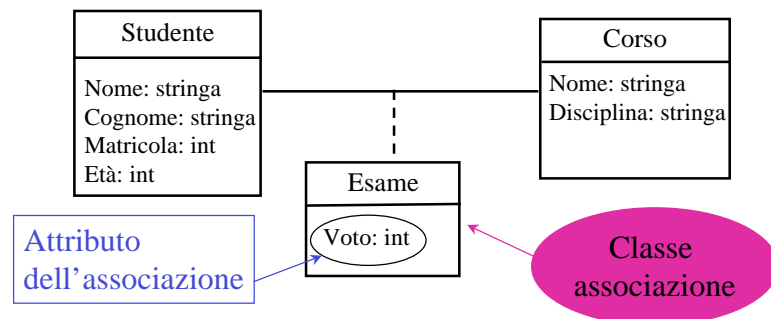 Studente
Nome: stringa
Cognome: stringa
Matricola: int
Età: int
Corso
Nome: stringa
Disciplina: stringa
Esame
Voto: int
Attributo
dell’associazione
Classe
associazione